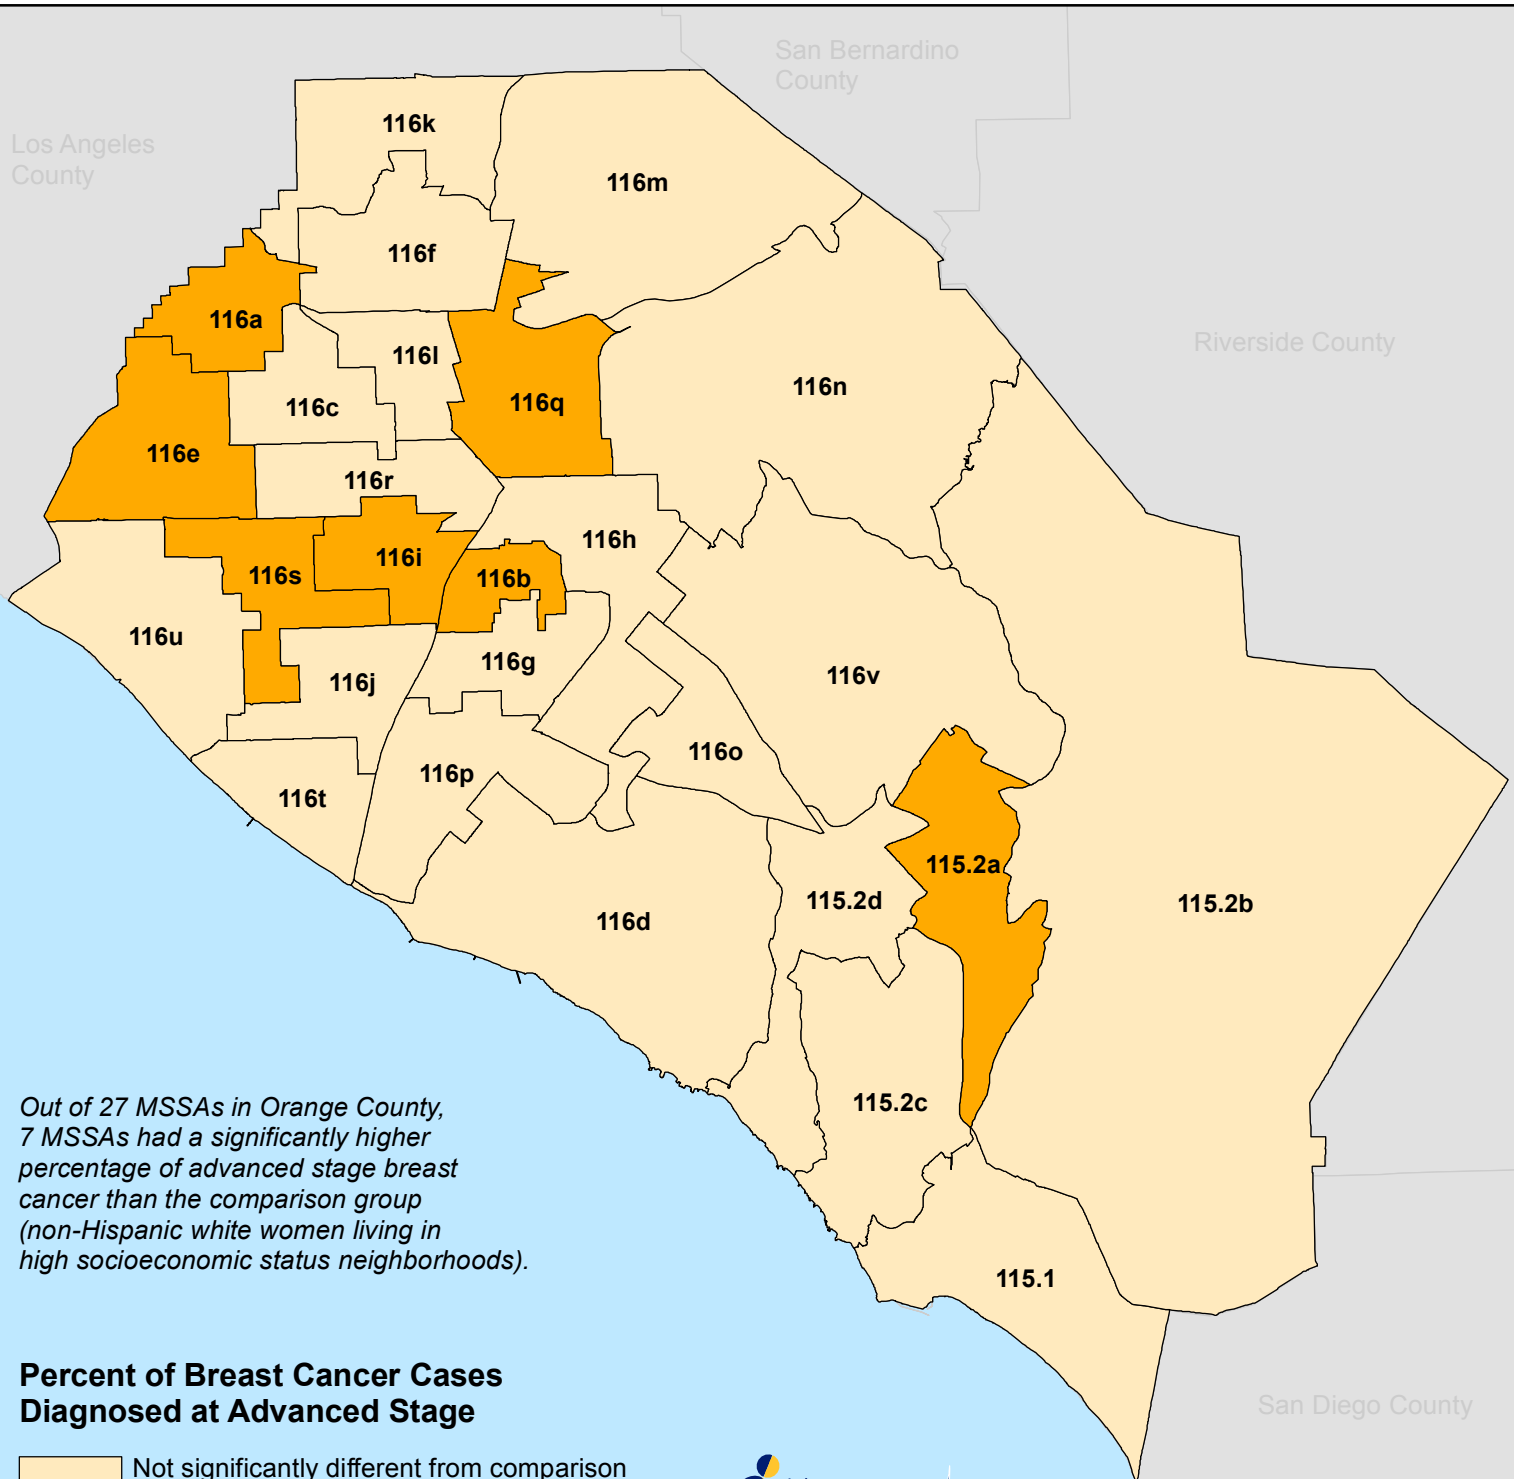 San Bernardino
County
Los Angeles
County
116k
116m
116f
116a
116l
Riverside County
116n
116c
116q
116e
116r
116h
116i
116s
116b
116u
116g
116j
116v
116o
116p
116t
115.2a
115.2d
115.2b
116d
115.2c
Out of 27 MSSAs in Orange County,
7 MSSAs had a significantly higher
percentage of advanced stage breast
cancer than the comparison group
(non-Hispanic white women living in
high socioeconomic status neighborhoods).
115.1
Percent of Breast Cancer Cases
Diagnosed at Advanced Stage
San Diego County
Not significantly different from comparison